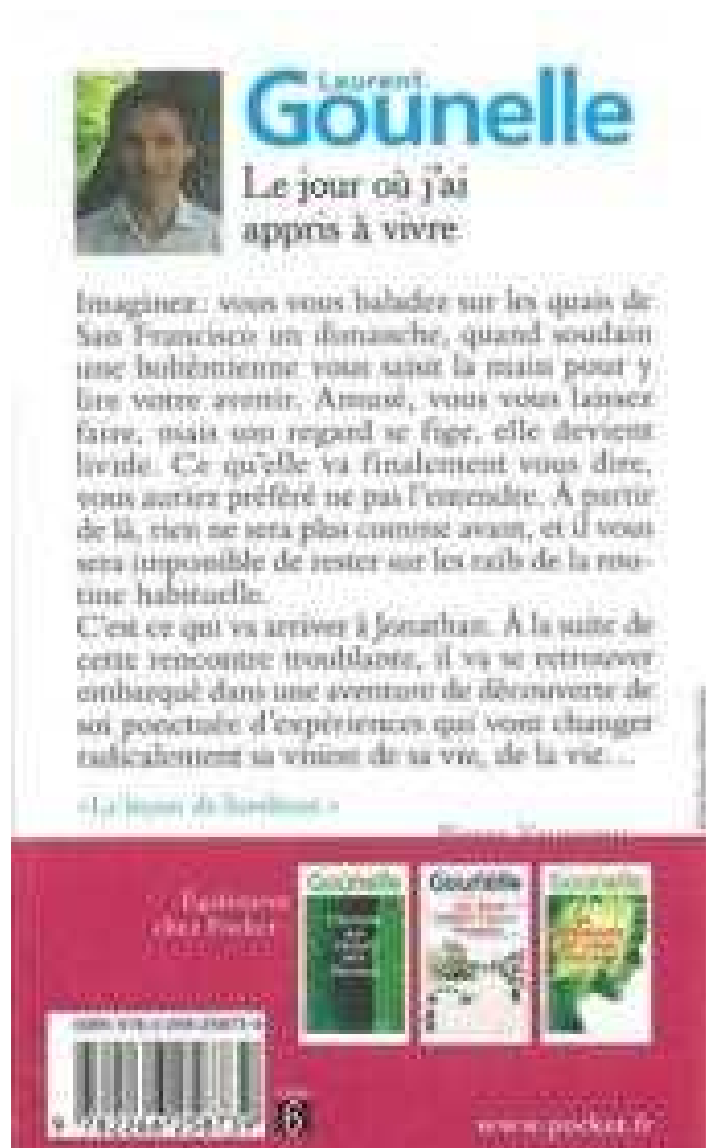 Laurent
Gounelle
Le jour où j'ai
appris à vivre
Imaginez : vous vous baladez sur les quais de
San Francisco un dimanche, quand soudain
une bohémienne vous saisit la main pour y
lire votre avenir. Amusé, vous vous laissez
faire, mais son regard se fige, elle devient
livide. Ce qu'elle va finalement vous dire,
vous auriez préféré ne pas l'entendre. À partir
de là, rien ne sera plus comme avant, et il vous
sera impossible de rester sur les rails de la rou-
tine habituelle.
C'est ce qui va arriver à Jonathan. À la suite de
cette rencontre troublante, il va se retrouver
embarqué dans une aventure de découverte de
soi ponctuée d'expériences qui vont changer
radicalement sa vision de sa vie, de la vie...
chez Pocket
Gounelle
Gounelle
Gounelle
www.pocket.fr